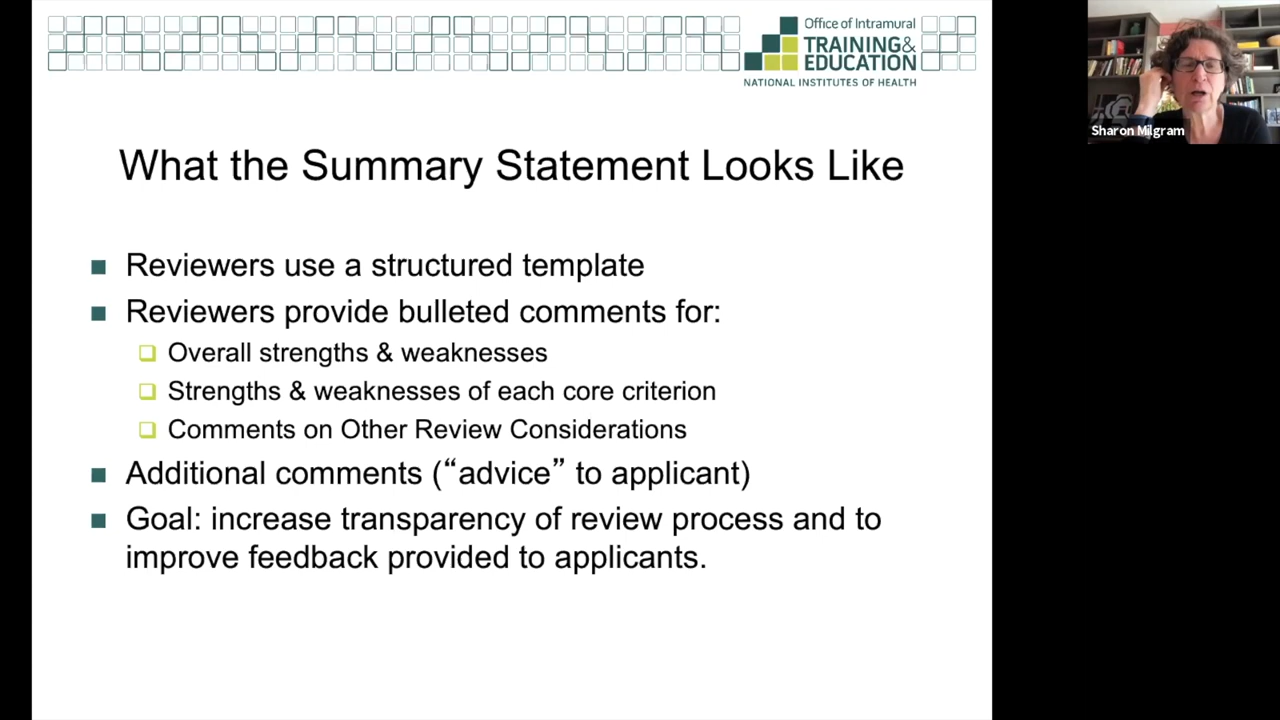 Office of Intramural
TRAINING&
EDUCATION
NATIONAL INSTITUTES OF HEALTH
Sharon Milgram
What the Summary Statement Looks Like
Reviewers use a structured template
Reviewers provide bulleted comments for:
Overall strengths & weaknesses
Strengths & weaknesses of each core criterion
Comments on Other Review Considerations
Additional comments (“advice” to applicant)
Goal: increase transparency of review process and to
improve feedback provided to applicants.